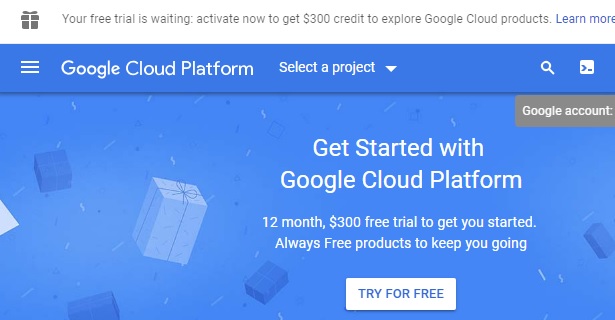 Your free trial is waiting: activate now to get $300 credit to explore Google Cloud products. Learn more
Google Cloud Platform Select a project
Google account:
Get Started with
Google Cloud Platform
12 month, $300 free trial to get you started.
Always Free products to keep you going
TRY FOR FREE